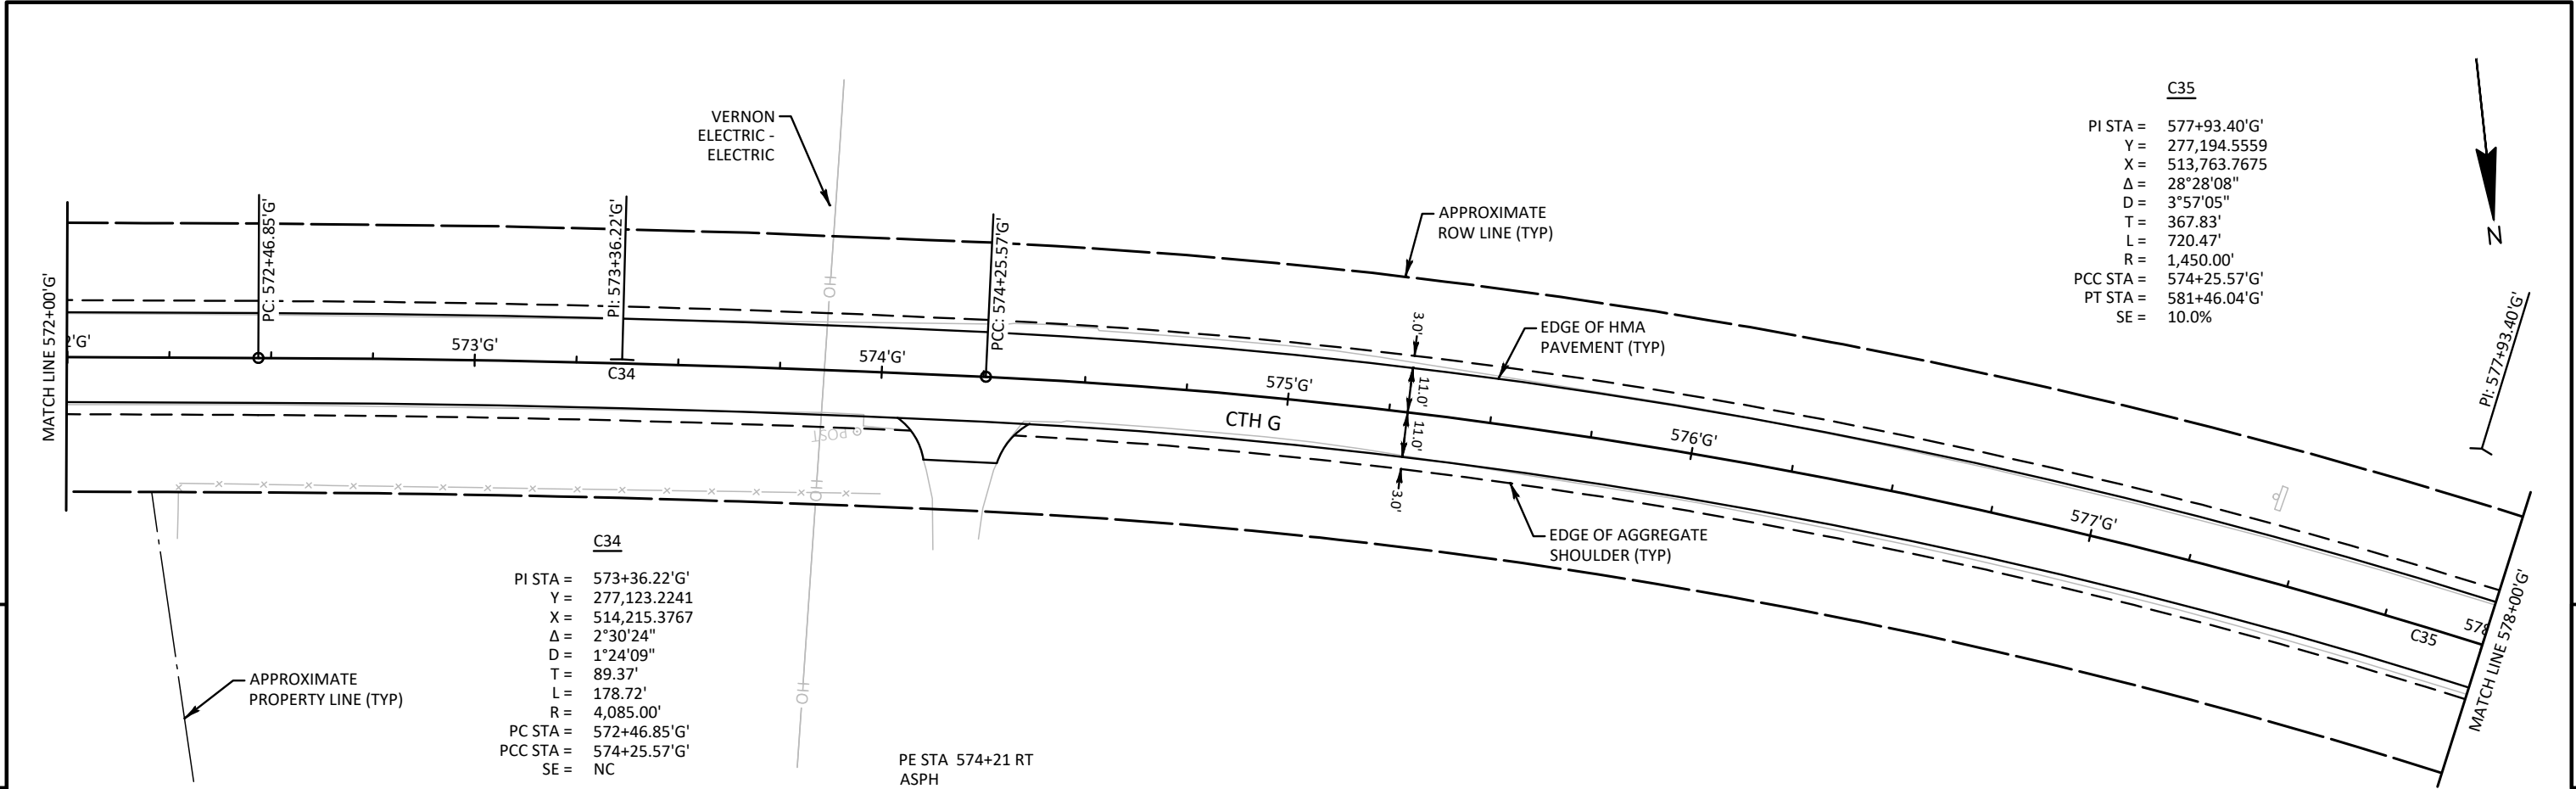 C35
PI STA = 577+93.40'G'
Y = 277,194.5559
X = 513,763.7675
Δ = 28°28'08"
D = 3°57'05"
T = 367.83'
L = 720.47'
R = 1,450.00'
PCC STA = 574+25.57'G'
PT STA = 581+46.04'G'
SE = 10.0%
N
VERNON
ELECTRIC -
ELECTRIC
APPROXIMATE
ROW LINE (TYP)
MATCH LINE 572+00'G'
PC: 572+46.85'G'
PI: 573+36.22'G'
PCC: 574+25.57'G'
PI: 577+93.40'G'
OH
2'G'
573'G'
C34
574'G'
575'G'
CTH G
576'G'
577'G'
C35
578
3.0'
11.0'
11.0'
3.0'
EDGE OF HMA
PAVEMENT (TYP)
POST
OH
EDGE OF AGGREGATE
SHOULDER (TYP)
MATCH LINE 578+00'G'
C34
PI STA = 573+36.22'G'
Y = 277,123.2241
X = 514,215.3767
Δ = 2°30'24"
D = 1°24'09"
T = 89.37'
L = 178.72'
R = 4,085.00'
PC STA = 572+46.85'G'
PCC STA = 574+25.57'G'
SE = NC
APPROXIMATE
PROPERTY LINE (TYP)
OH
PE STA 574+21 RT
ASPH